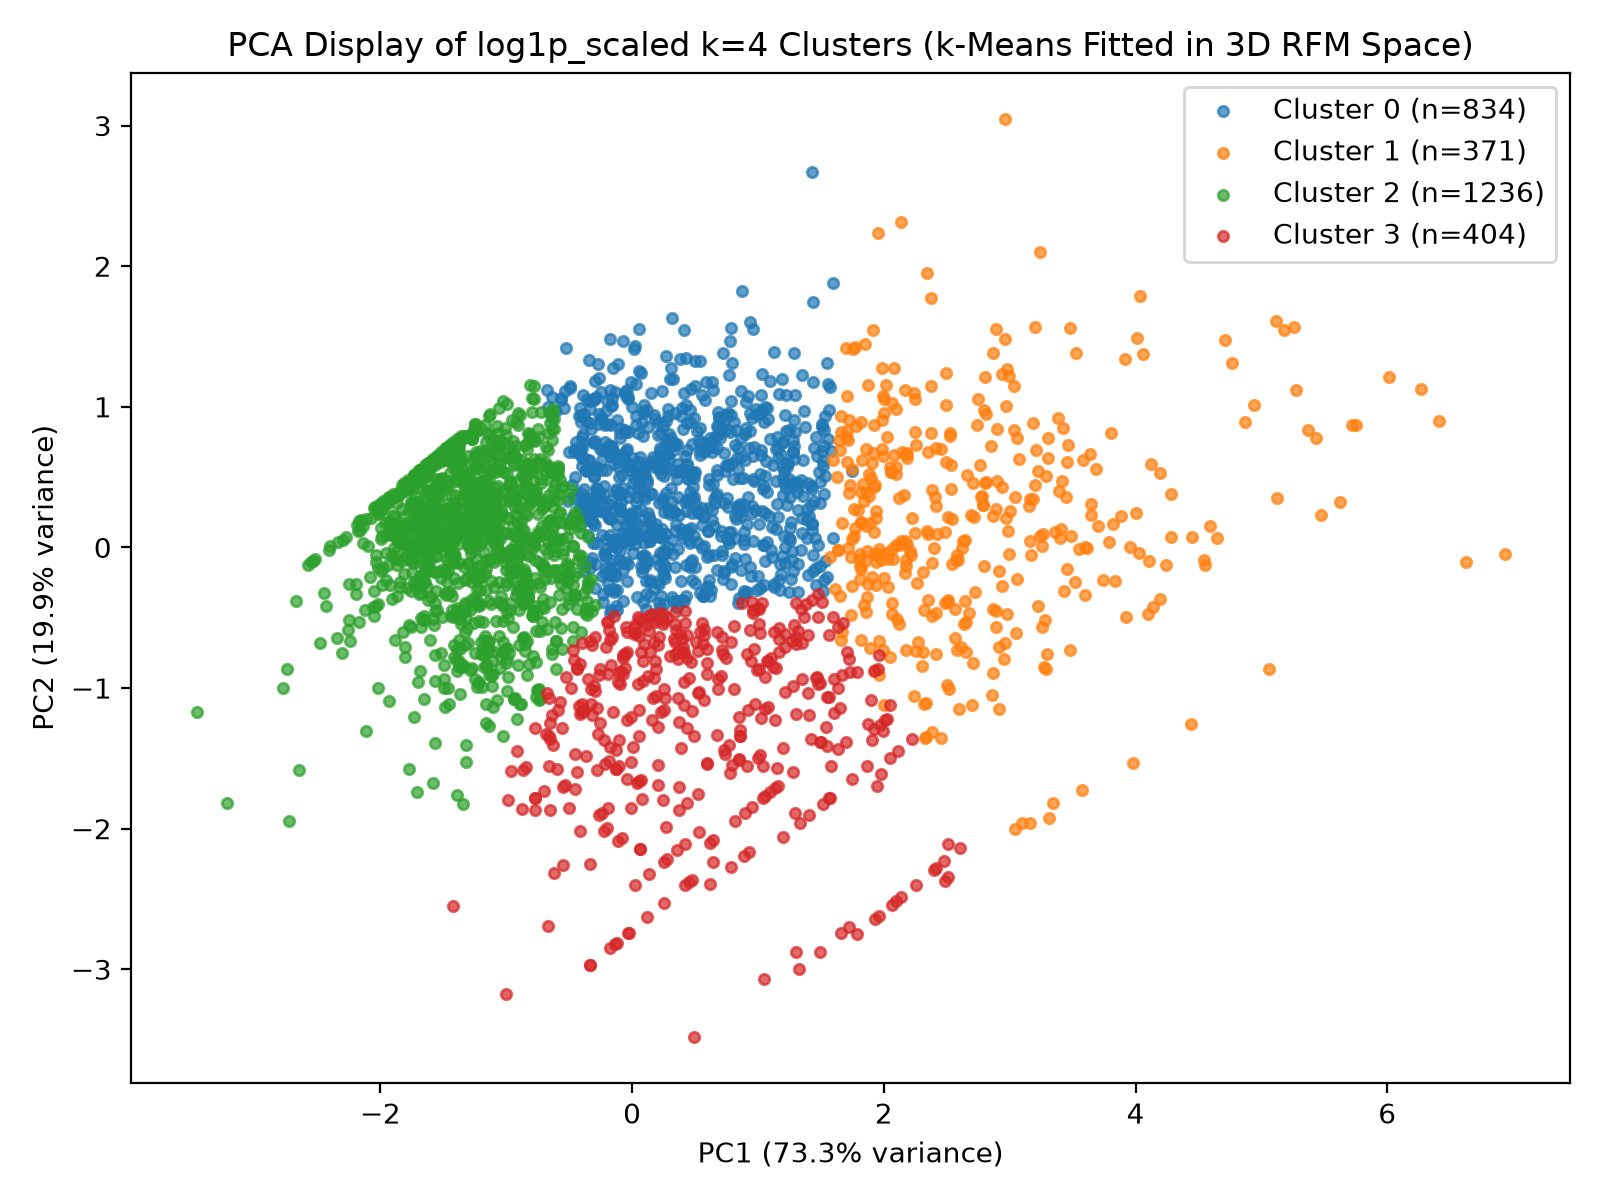 PCA Display of log1p_scaled k=4 Clusters (k-Means Fitted in 3D RFM Space)
Cluster 0 (n=834)
Cluster 1 (n=371)
Cluster 2 (n=1236)
Cluster 3 (n=404)
PC2 (19.9% variance)
3
2
1
0
−1
−2
−3
−2
0
2
4
6
PC1 (73.3% variance)